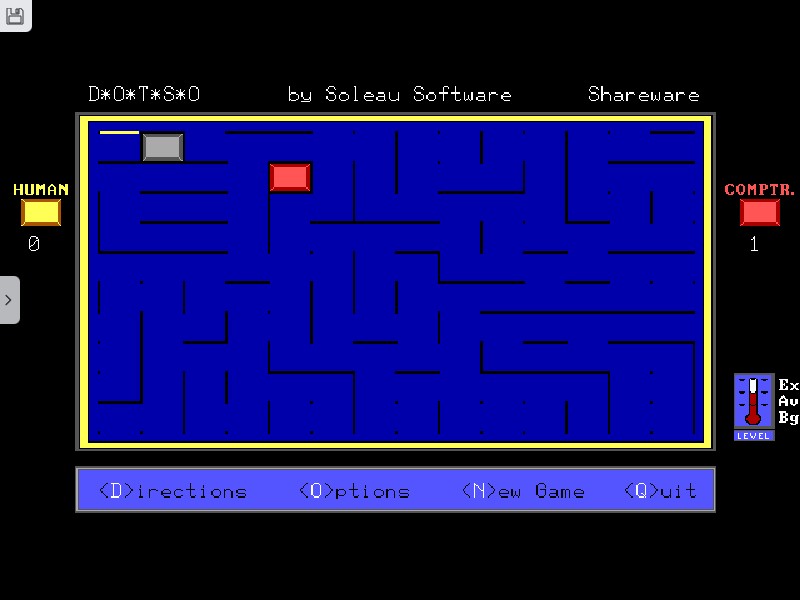 D*O*T*S*O by Soleau Software Shareware
HUMAN
0
COMPTR.
1
Ex
Av
Bg
LEVEL
<D>irections <O>ptions <N>ew Game <Q>uit